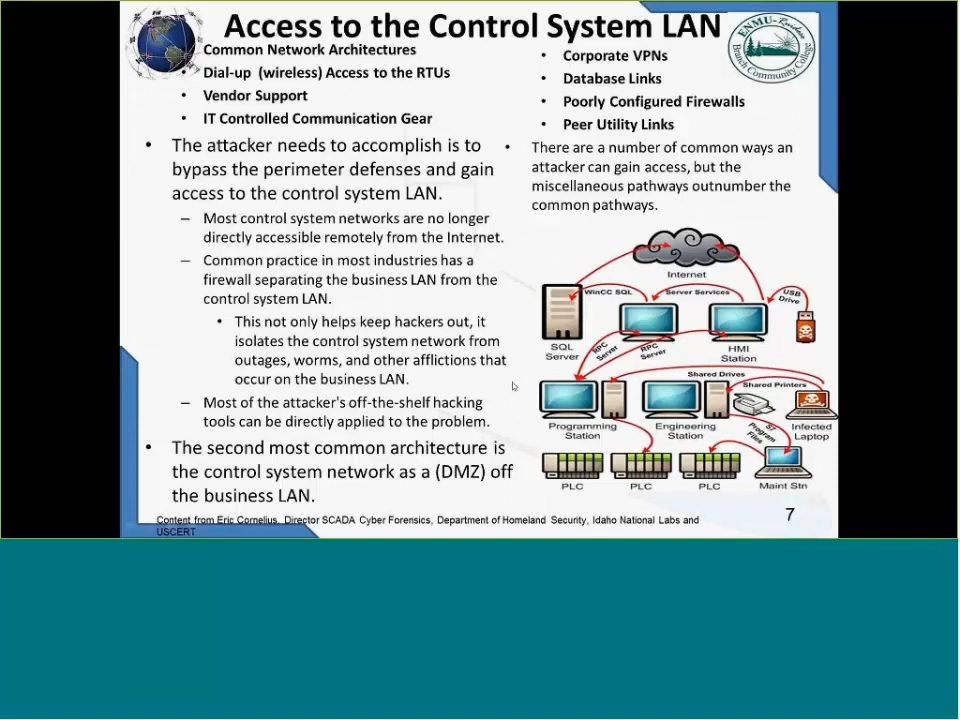 Access to the Control System LAN
ENMU-Ruidoso
Branch Community College
Common Network Architectures
• Dial-up (wireless) Access to the RTUs
• Vendor Support
• IT Controlled Communication Gear
• The attacker needs to accomplish is to
bypass the perimeter defenses and gain
access to the control system LAN.
– Most control system networks are no longer
directly accessible remotely from the Internet.
– Common practice in most industries has a
firewall separating the business LAN from the
control system LAN.
• This not only helps keep hackers out, it
isolates the control system network from
outages, worms, and other afflictions that
occur on the business LAN.
– Most of the attacker's off-the-shelf hacking
tools can be directly applied to the problem.
• The second most common architecture is
the control system network as a (DMZ) off
the business LAN.
• Corporate VPNs
• Database Links
• Poorly Configured Firewalls
• Peer Utility Links
• There are a number of common ways an
attacker can gain access, but the
miscellaneous pathways outnumber the
common pathways.
Internet
WinCC SQL
Server Services
USB
Drive
SQL
Server
RPC
Server
RPC
Server
HMI
Station
Shared Drives
Shared Printers
Programming
Station
Engineering
Station
S7
Program
Files
Infected
Laptop
PLC
PLC
PLC
Maint Stn
Content from Eric Cornelius, Director SCADA Cyber Forensics, Department of Homeland Security, Idaho National Labs and
USCERT
7